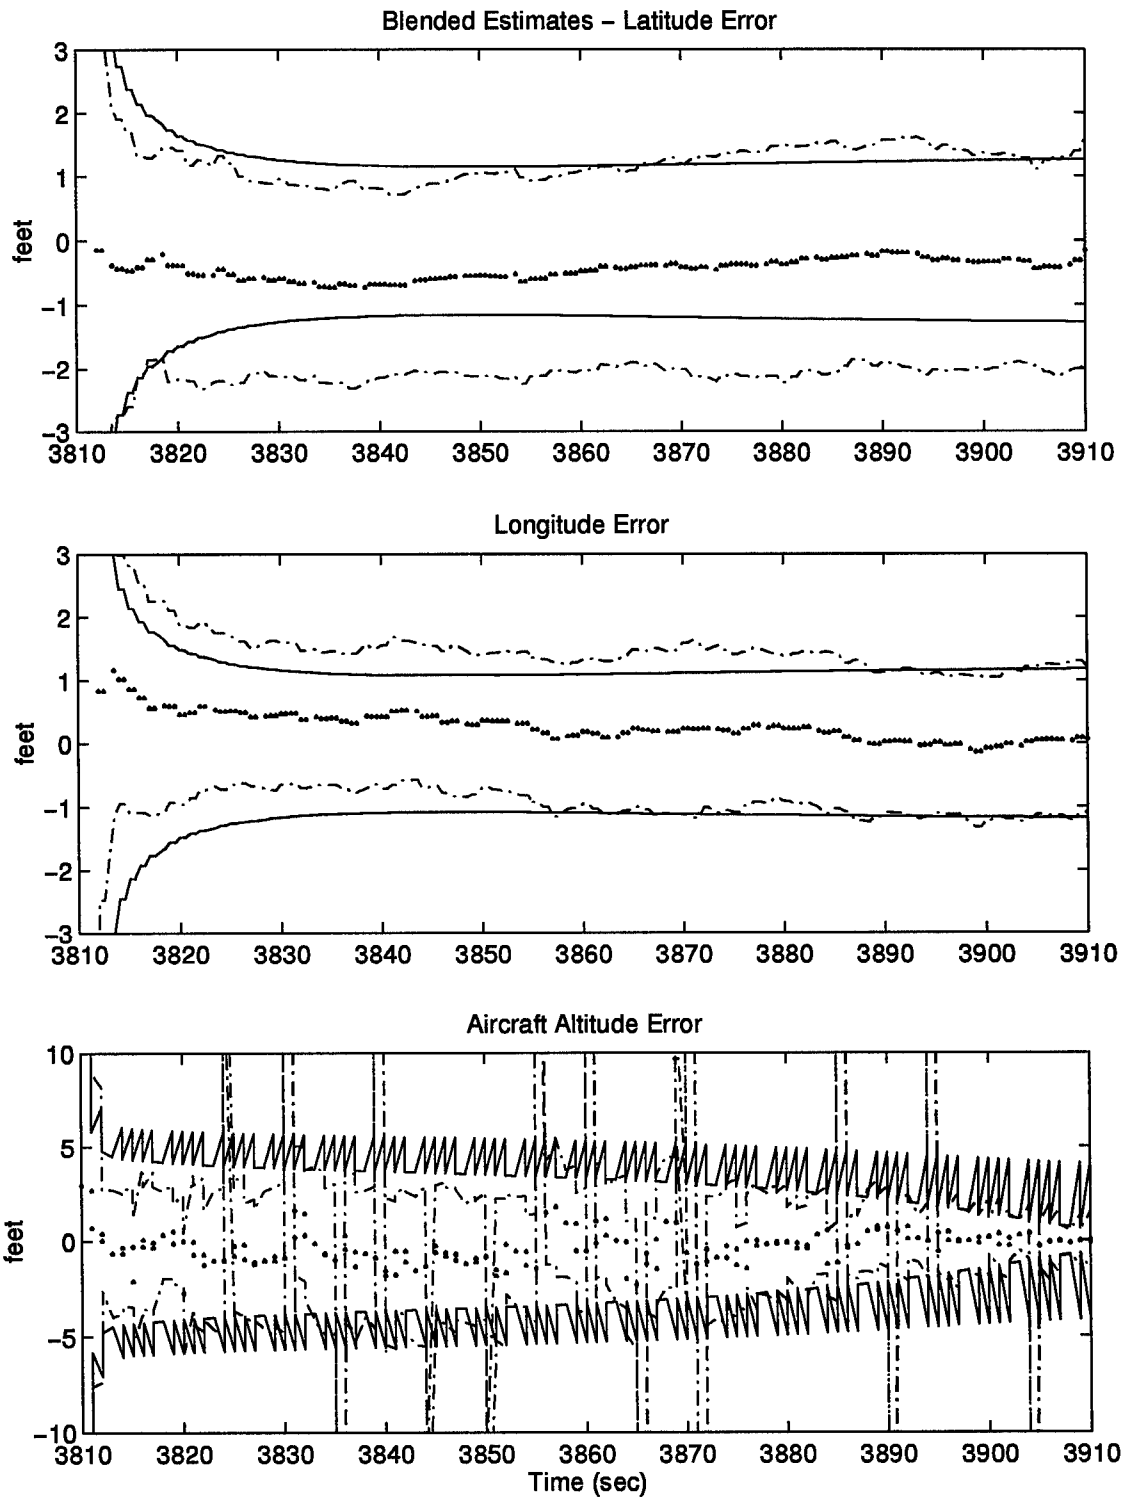 Blended Estimates – Latitude Error
3
2
1
0
−1
−2
−3
feet
3810 3820 3830 3840 3850 3860 3870 3880 3890 3900 3910
Longitude Error
3
2
1
0
−1
−2
−3
feet
3810 3820 3830 3840 3850 3860 3870 3880 3890 3900 3910
Aircraft Altitude Error
10
5
0
−5
−10
feet
3810 3820 3830 3840 3850 3860 3870 3880 3890 3900 3910
Time (sec)